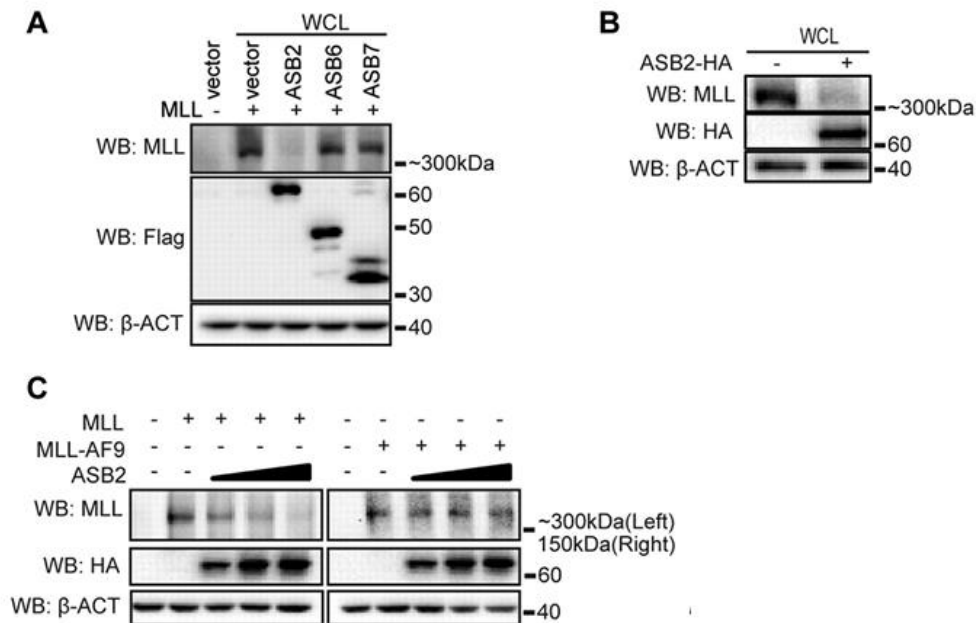 A
WCL
vector
vector
ASB2
ASB6
ASB7
MLL - + + + +
WB: MLL
~300kDa
60
WB: Flag
50
30
WB: β-ACT
40
B
WCL
ASB2-HA - +
WB: MLL
~300kDa
WB: HA
60
WB: β-ACT
40
C
MLL - + + + + - - - - -
MLL-AF9 - - - - - - + + + +
ASB2 - - - -
WB: MLL
~300kDa(Left)
150kDa(Right)
WB: HA
60
WB: β-ACT
40